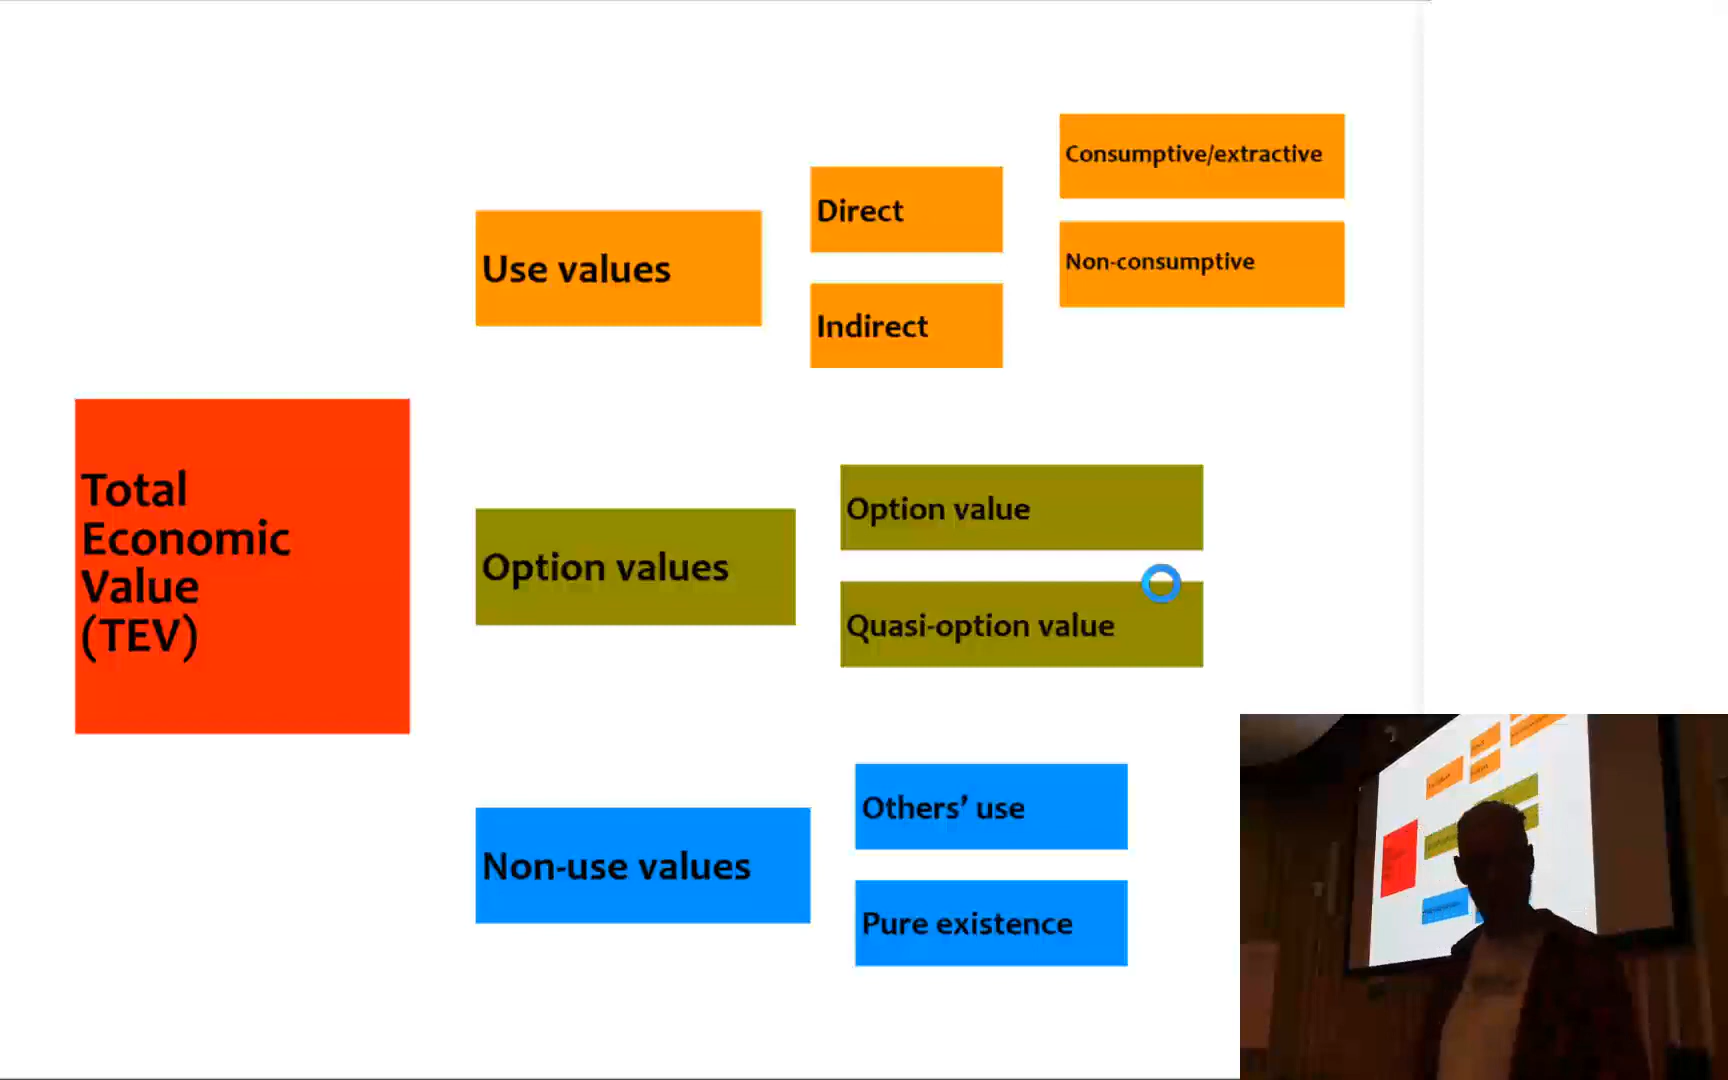 Consumptive/extractive
Direct
Non-consumptive
Use values
Indirect
Total
Economic
Value
(TEV)
Option value
Option values
Quasi-option value
Others’ use
Non-use values
Pure existence